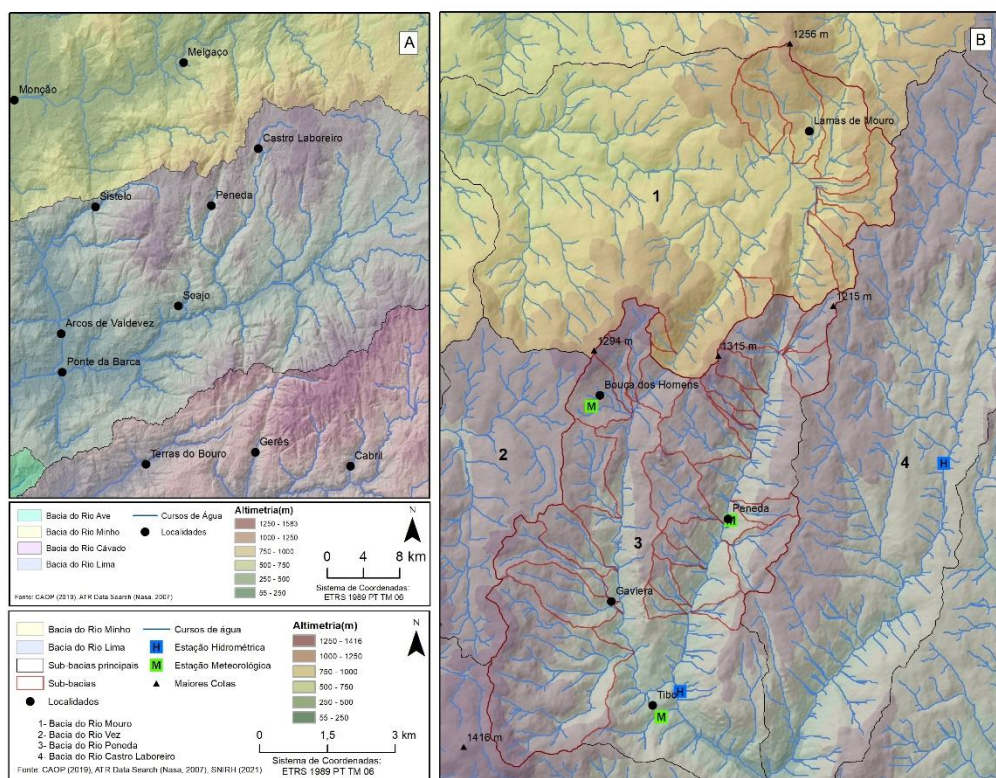 A
Melgaço
Monção
Castro Laboreiro
Sistelo
Peneda
Soajo
Arcos de Valdevez
Ponte da Barca
Terras do Bouro
Gerês
Cabril
Bacia do Rio Ave
Bacia do Rio Minho
Bacia do Rio Cávado
Bacia do Rio Lima
Cursos de Água
Localidades
Altimetria(m)
1250 - 1583
1000 - 1250
750 - 1000
500 - 750
250 - 500
55 - 250
N
0 4 8 km
Sistema de Coordenadas:
ETRS 1989 PT TM 06
Fonte: CAOP (2019), ATR Data Search (Nasa, 2007)
Bacia do Rio Minho
Bacia do Rio Lima
Sub-bacias principais
Sub-bacias
Localidades
Cursos de água
H Estação Hidrométrica
M Estação Meteorológica
Maiores Cotas
Altimetria(m)
1250 - 1416
1000 - 1250
750 - 1000
500 - 750
250 - 500
55 - 250
N
1- Bacia do Rio Mouro
2- Bacia do Rio Vez
3- Bacia do Rio Peneda
4- Bacia do Rio Castro Laboreiro
0 1,5 3 km
Sistema de Coordenadas:
ETRS 1989 PT TM 06
Fonte: CAOP (2019), ATR Data Search (Nasa, 2007), SNIRH (2021)
B
1256 m
Lamas de Mouro
1
1215 m
1294 m
1315 m
Bouça dos Homens
M
2
4
H
Peneda
M
3
Gaviera
Tibo
H
M
1416 m